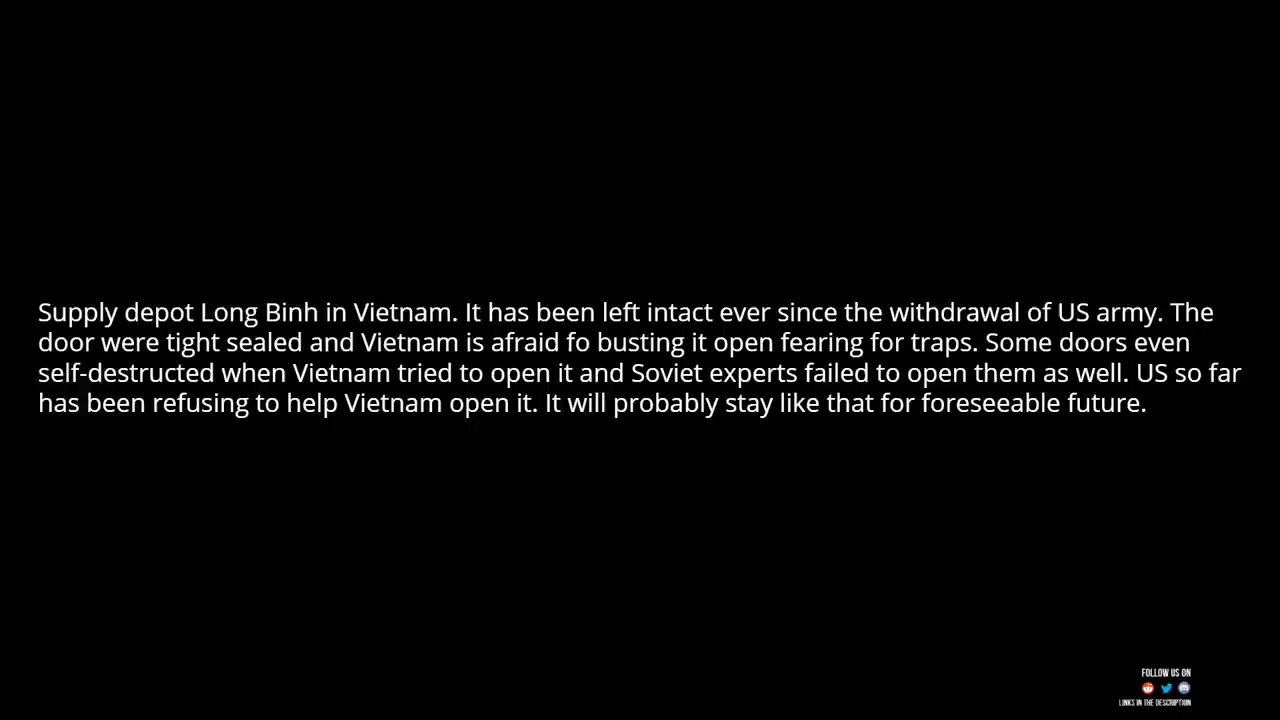 Supply depot Long Binh in Vietnam. It has been left intact ever since the withdrawal of US army. The
door were tight sealed and Vietnam is afraid fo busting it open fearing for traps. Some doors even
self-destructed when Vietnam tried to open it and Soviet experts failed to open them as well. US so far
has been refusing to help Vietnam open it. It will probably stay like that for foreseeable future.
FOLLOW US ON
LINKS IN THE DESCRIPTION